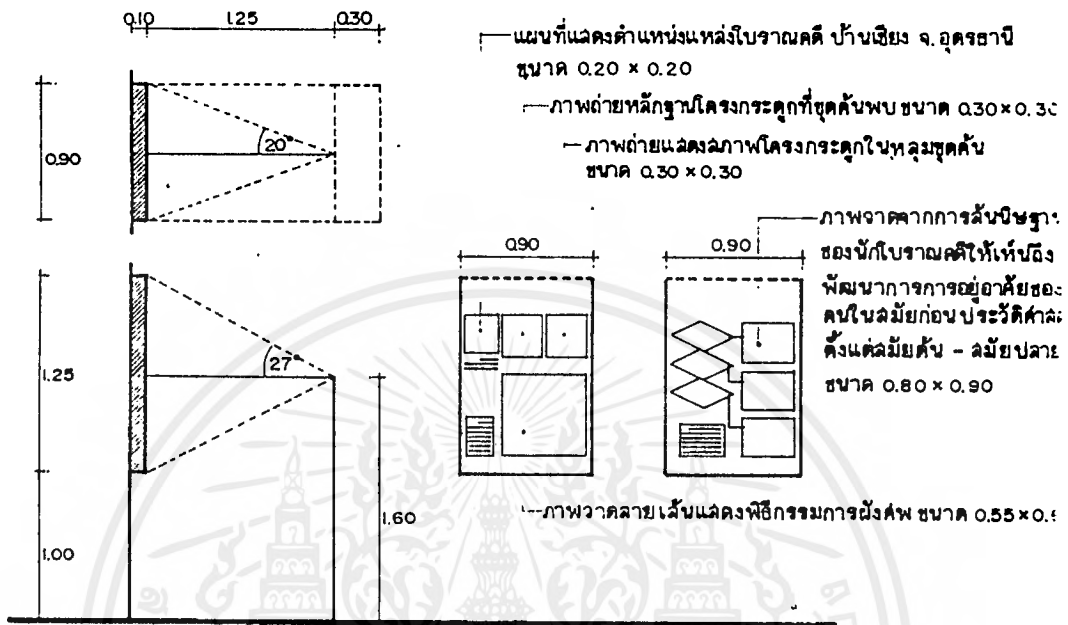 0.10 1.25 0.30
แผนที่แสดงตำแหน่งแหล่งโบราณคดี บ้านเชียง จ.อุดรธานี
ขนาด 0.20 × 0.20
ภาพถ่ายหลักฐานโครงกระดูกที่ขุดค้นพบ ขนาด 0.30 × 0.30
20°
0.90
ภาพถ่ายแสดงสภาพโครงกระดูกในหลุมขุดค้น
ขนาด 0.30 × 0.30
ภาพวาดจากการสันนิษฐาน
ของนักโบราณคดีให้เห็นถึง
พัฒนาการการอยู่อาศัยของ
คนในสมัยก่อน ประวัติศาส
ตั้งแต่สมัยต้น - สมัยปลาย
ขนาด 0.80 × 0.90
0.90 0.90
27°
1.25
1.60
ภาพวาดลายเส้นแสดงพิธีกรรมการฝังศพ ขนาด 0.55 ×
1.00